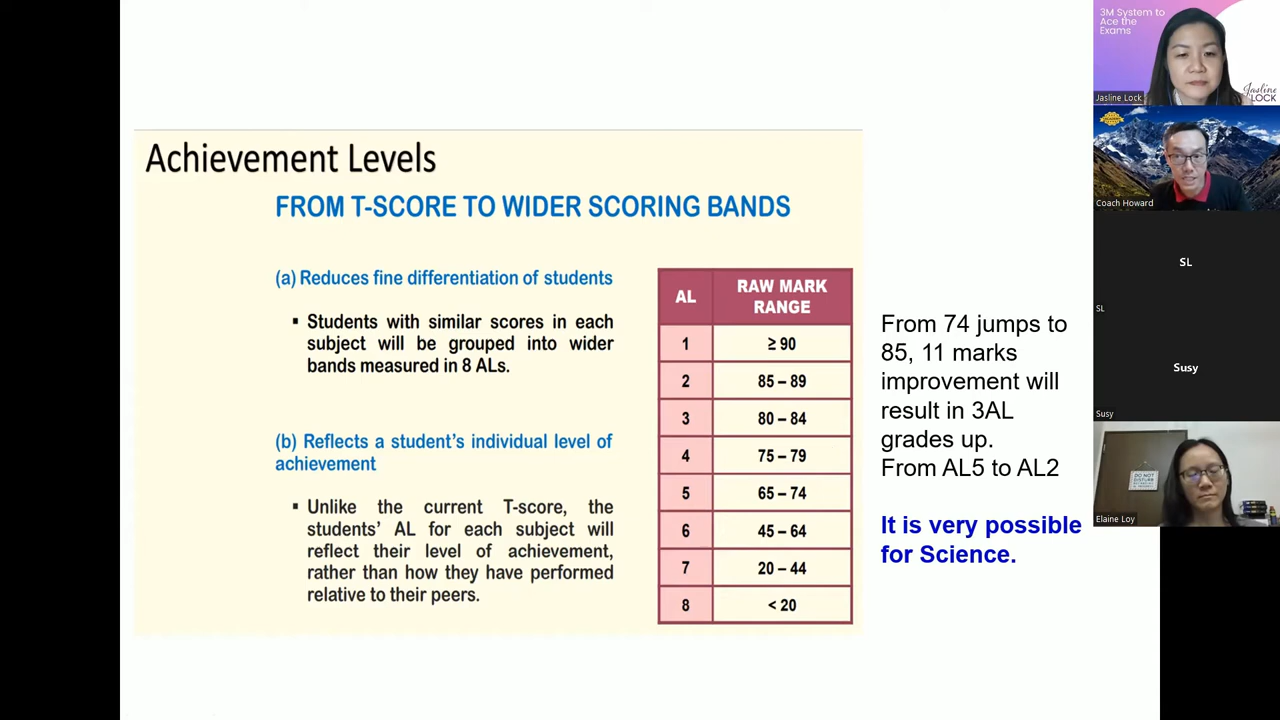 Achievement Levels
FROM T-SCORE TO WIDER SCORING BANDS
(a) Reduces fine differentiation of students
▪ Students with similar scores in each
subject will be grouped into wider
bands measured in 8 ALs.
(b) Reflects a student's individual level of
achievement
▪ Unlike the current T-score, the
students' AL for each subject will
reflect their level of achievement,
rather than how they have performed
relative to their peers.
AL RAW MARK RANGE
1 ≥ 90
2 85 – 89
3 80 – 84
4 75 – 79
5 65 – 74
6 45 – 64
7 20 – 44
8 < 20
From 74 jumps to
85, 11 marks
improvement will
result in 3AL
grades up.
From AL5 to AL2
It is very possible
for Science.
3M System to
Ace the
Exams
Jasline
LOCK
Jasline Lock
Coach Howard
SL
SL
Susy
Susy
DO NOT
DISTURB
Elaine Loy